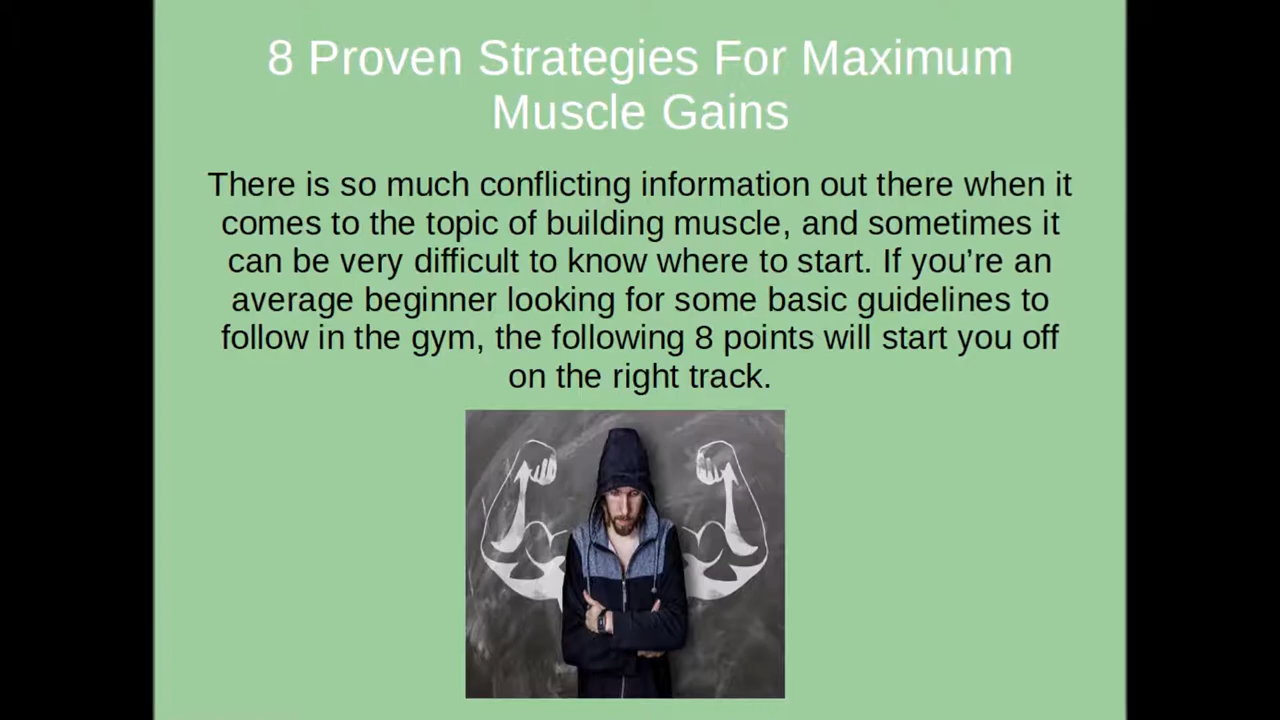 8 Proven Strategies For Maximum
Muscle Gains
There is so much conflicting information out there when it
comes to the topic of building muscle, and sometimes it
can be very difficult to know where to start. If you’re an
average beginner looking for some basic guidelines to
follow in the gym, the following 8 points will start you off
on the right track.